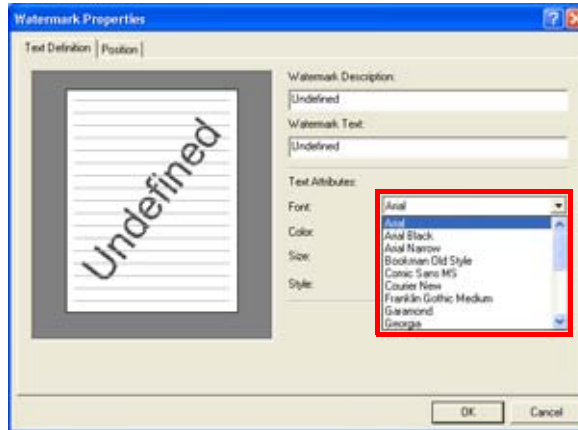 Watermark Properties
Text Definition
Position
Undefined
Watermark Description:
Undefined
Watermark Text:
Undefined
Text Attributes:
Font:
Arial
Color:
Size:
Style:
Arial
Arial Black
Arial Narrow
Bookman Old Style
Comic Sans MS
Courier New
Franklin Gothic Medium
Garamond
Georgia
OK
Cancel